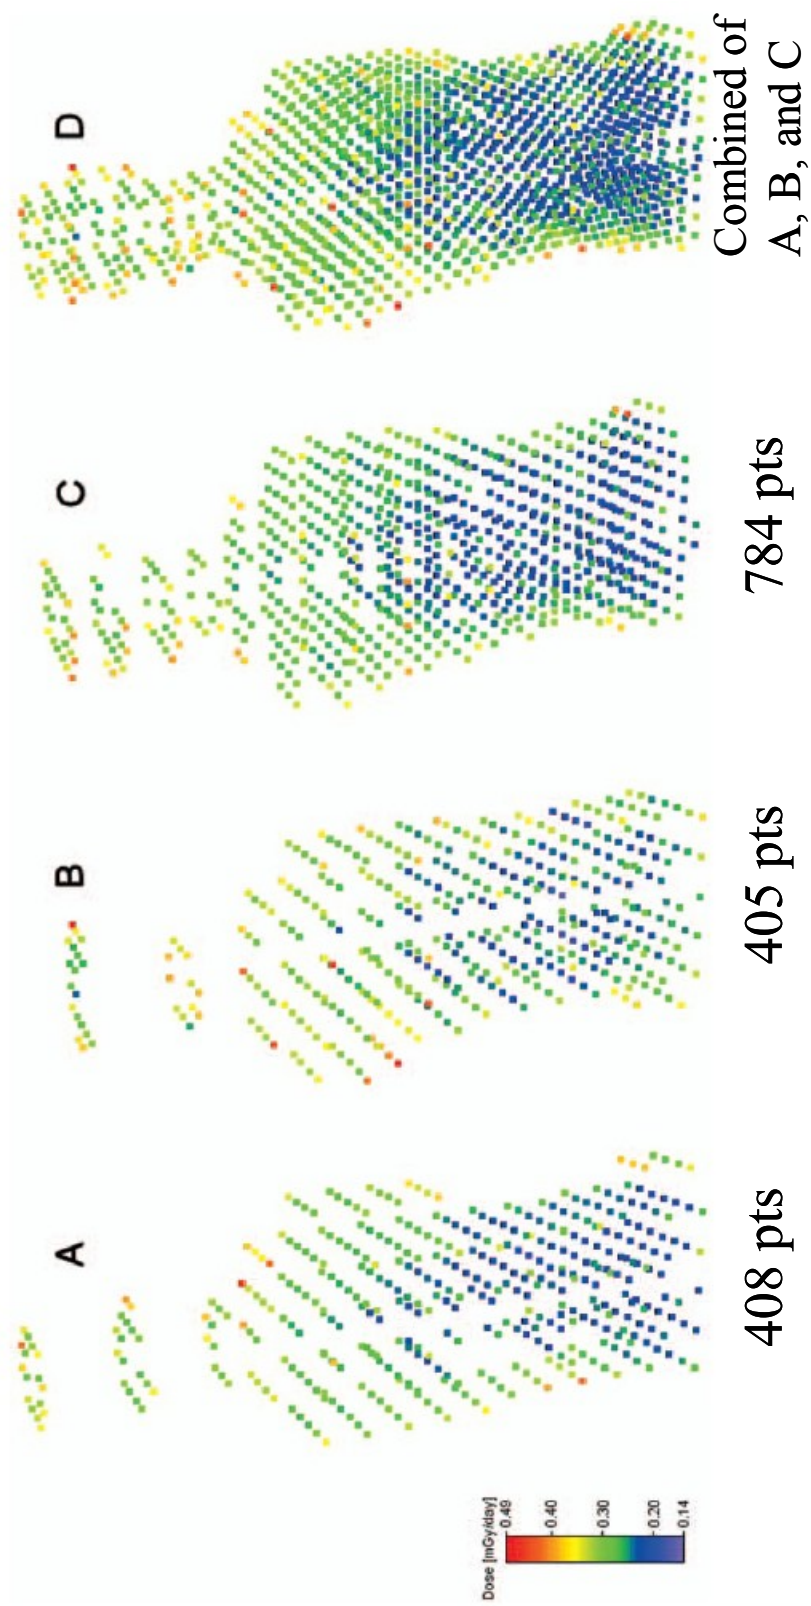 A
B
C
D
Dose [mGy/day]
0.49
0.40
0.30
0.20
0.14
408 pts
405 pts
784 pts
Combined of
A, B, and C